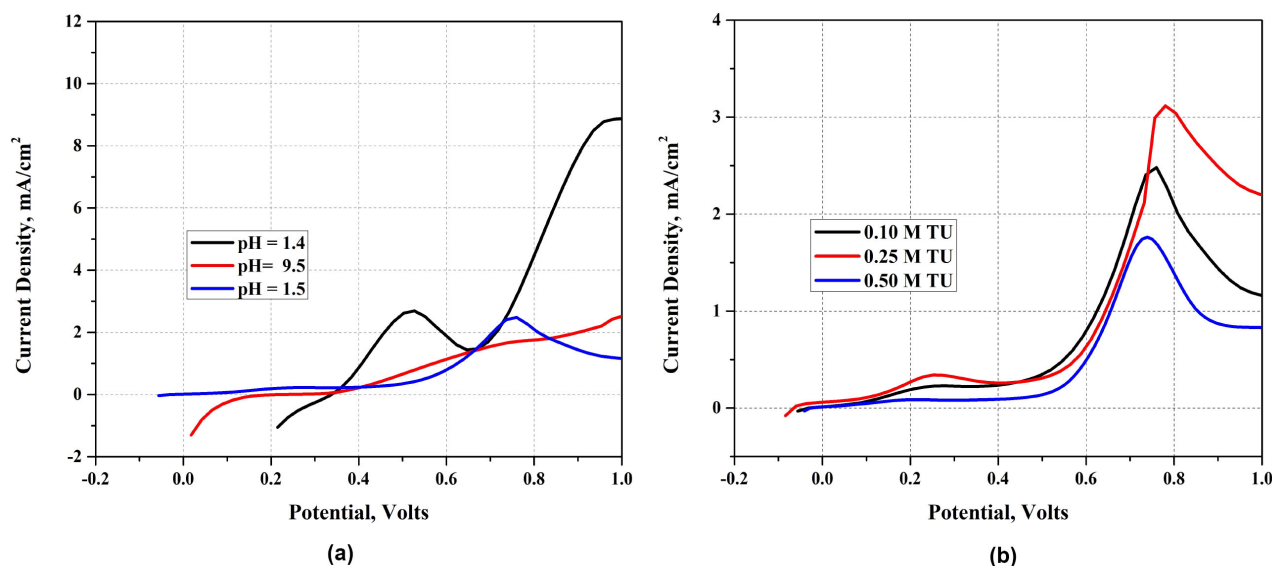 12
10
8
6
4
2
0
-2
Current Density, mA/cm2
pH = 1.4
pH= 9.5
pH = 1.5
-0.2 0.0 0.2 0.4 0.6 0.8 1.0
Potential, Volts
(a)
4
3
2
1
0
Current Density, mA/cm2
0.10 M TU
0.25 M TU
0.50 M TU
-0.2 0.0 0.2 0.4 0.6 0.8 1.0
Potential, Volts
(b)